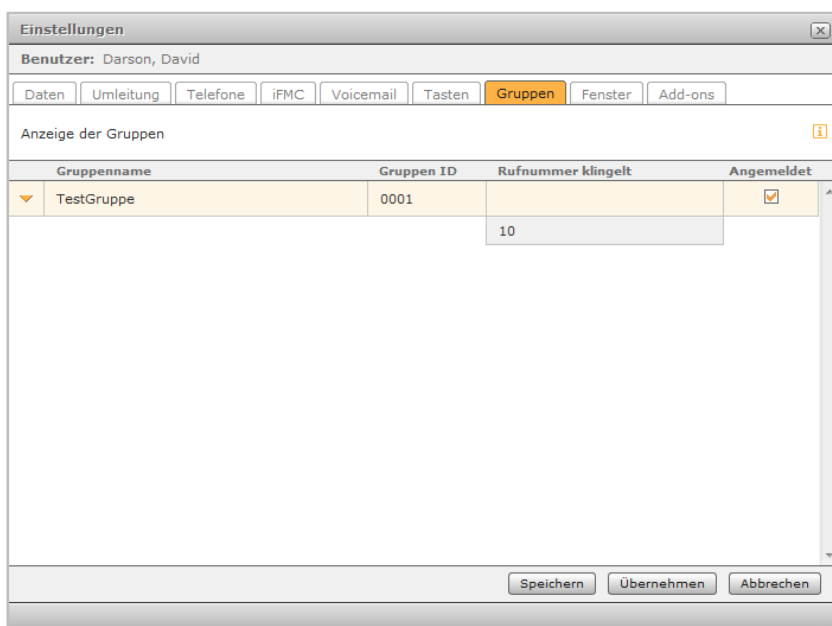 Einstellungen
Benutzer: Darson, David
Daten Umleitung Telefone iFMC Voicemail Tasten Gruppen Fenster Add-ons
Anzeige der Gruppen
Gruppenname Gruppen ID Rufnummer klingelt Angemeldet
TestGruppe 0001
10
Speichern Übernehmen Abbrechen